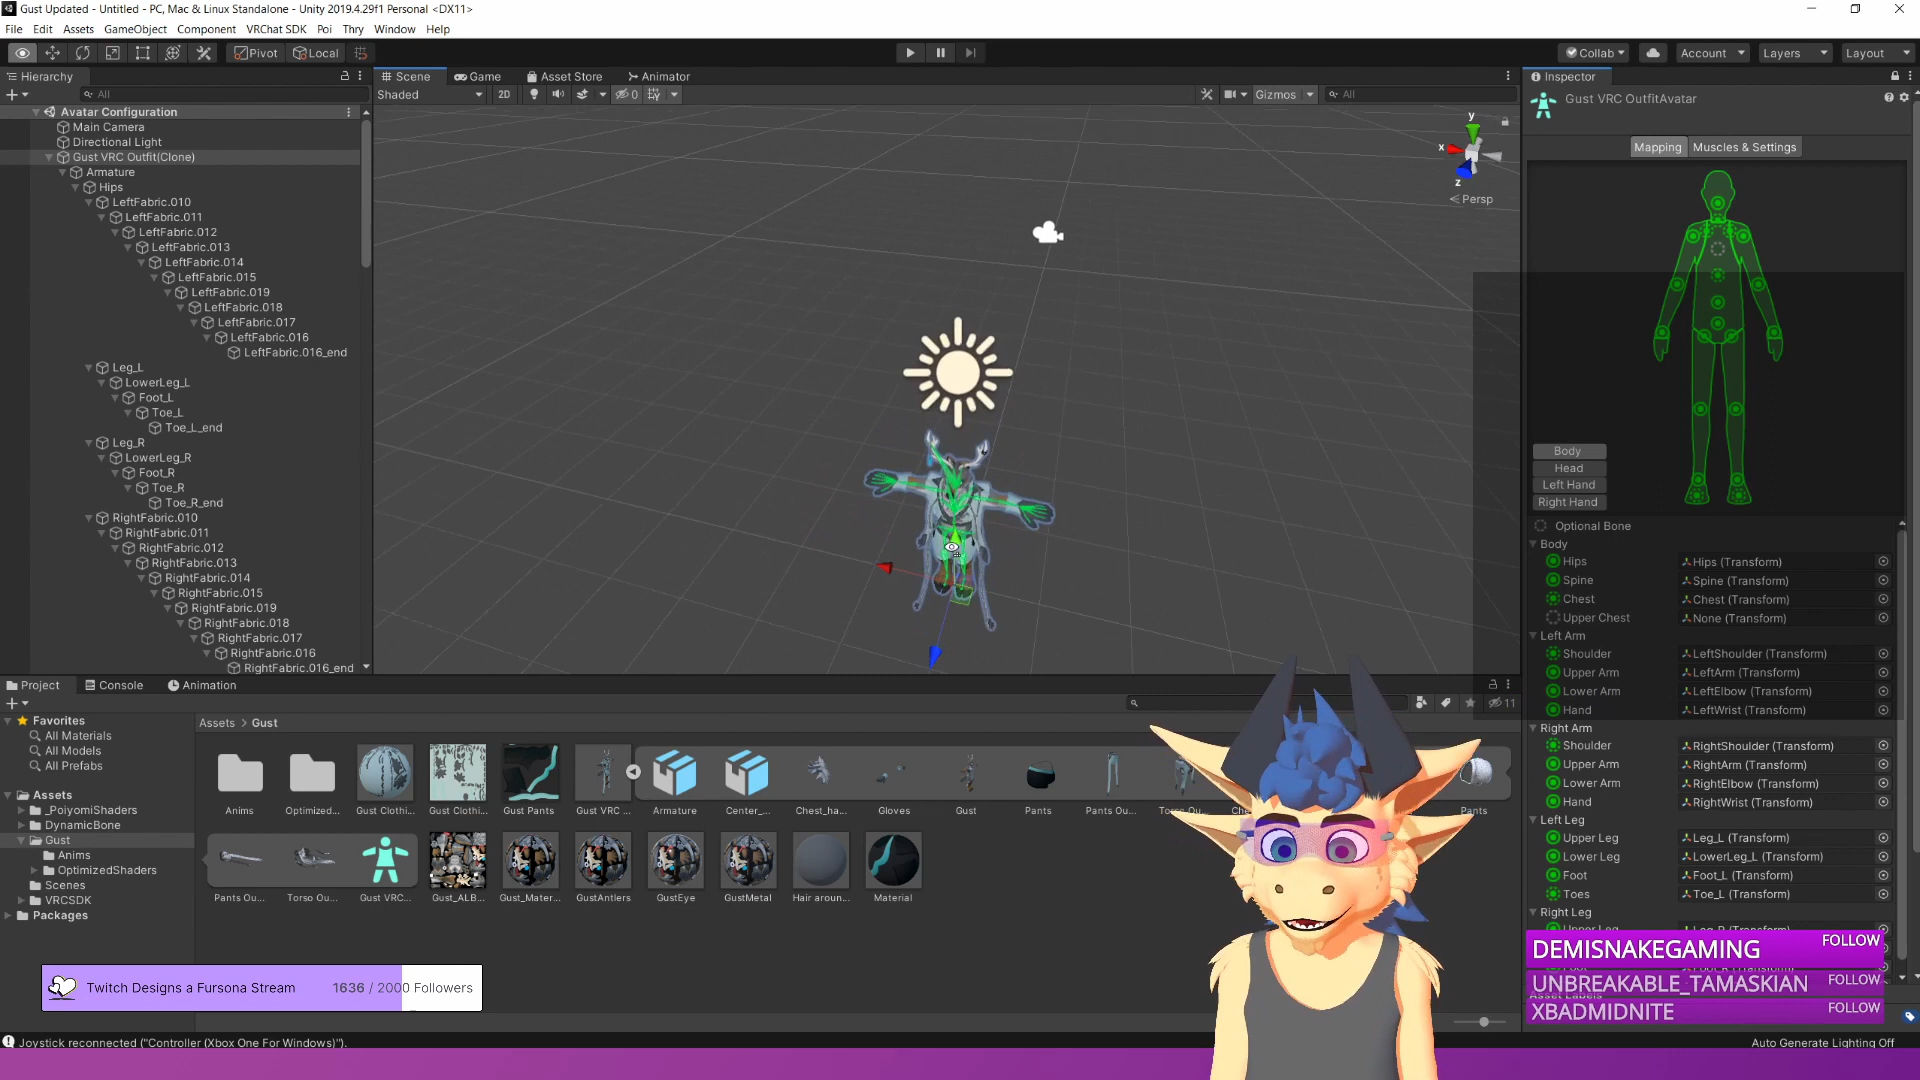 Gust Updated - Untitled - PC, Mac & Linux Standalone - Unity 2019.4.29f1 Personal <DX11>
File Edit Assets GameObject Component VRChat SDK Poi Thry Window Help
Pivot Local Collab Account Layers Layout
Hierarchy
All
Avatar Configuration
Main Camera
Directional Light
Gust VRC Outfit(Clone)
Armature
Hips
LeftFabric.010
LeftFabric.011
LeftFabric.012
LeftFabric.013
LeftFabric.014
LeftFabric.015
LeftFabric.019
LeftFabric.018
LeftFabric.017
LeftFabric.016
LeftFabric.016_end
Leg_L
LowerLeg_L
Foot_L
Toe_L
Toe_L_end
Leg_R
LowerLeg_R
Foot_R
Toe_R
Toe_R_end
RightFabric.010
RightFabric.011
RightFabric.012
RightFabric.013
RightFabric.014
RightFabric.015
RightFabric.019
RightFabric.018
RightFabric.017
RightFabric.016
RightFabric.016_end
Scene Game Asset Store Animator
Shaded 2D 0 Gizmos All
y
x
z
Persp
Inspector
Gust VRC OutfitAvatar
Mapping Muscles & Settings
Body
Head
Left Hand
Right Hand
Optional Bone
Body
Hips Hips (Transform)
Spine Spine (Transform)
Chest Chest (Transform)
Upper Chest None (Transform)
Left Arm
Shoulder LeftShoulder (Transform)
Upper Arm LeftArm (Transform)
Lower Arm LeftElbow (Transform)
Hand LeftWrist (Transform)
Right Arm
Shoulder RightShoulder (Transform)
Upper Arm RightArm (Transform)
Lower Arm RightElbow (Transform)
Hand RightWrist (Transform)
Left Leg
Upper Leg Leg_L (Transform)
Lower Leg LowerLeg_L (Transform)
Foot Foot_L (Transform)
Toes Toe_L (Transform)
Right Leg
Project Console Animation
11
Favorites
All Materials
All Models
All Prefabs
Assets
_PoiyomiShaders
DynamicBone
Gust
Anims
OptimizedShaders
Scenes
VRCSDK
Packages
Assets > Gust
Anims Optimized... Gust Clothi... Gust Clothi... Gust Pants Gust VRC ... Armature Center_... Chest_ha... Gloves Gust Pants Pants Ou... Pants
Pants Ou... Torso Ou... Gust VRC... Gust_ALB... Gust_Mater... GustAntlers GustEye GustMetal Hair aroun... Material
Twitch Designs a Fursona Stream 1636 / 2000 Followers
DEMISNAKEGAMING FOLLOW
UNBREAKABLE_TAMASKIAN FOLLOW
XBADMIDNITE FOLLOW
Joystick reconnected ("Controller (Xbox One For Windows)").
Auto Generate Lighting Off